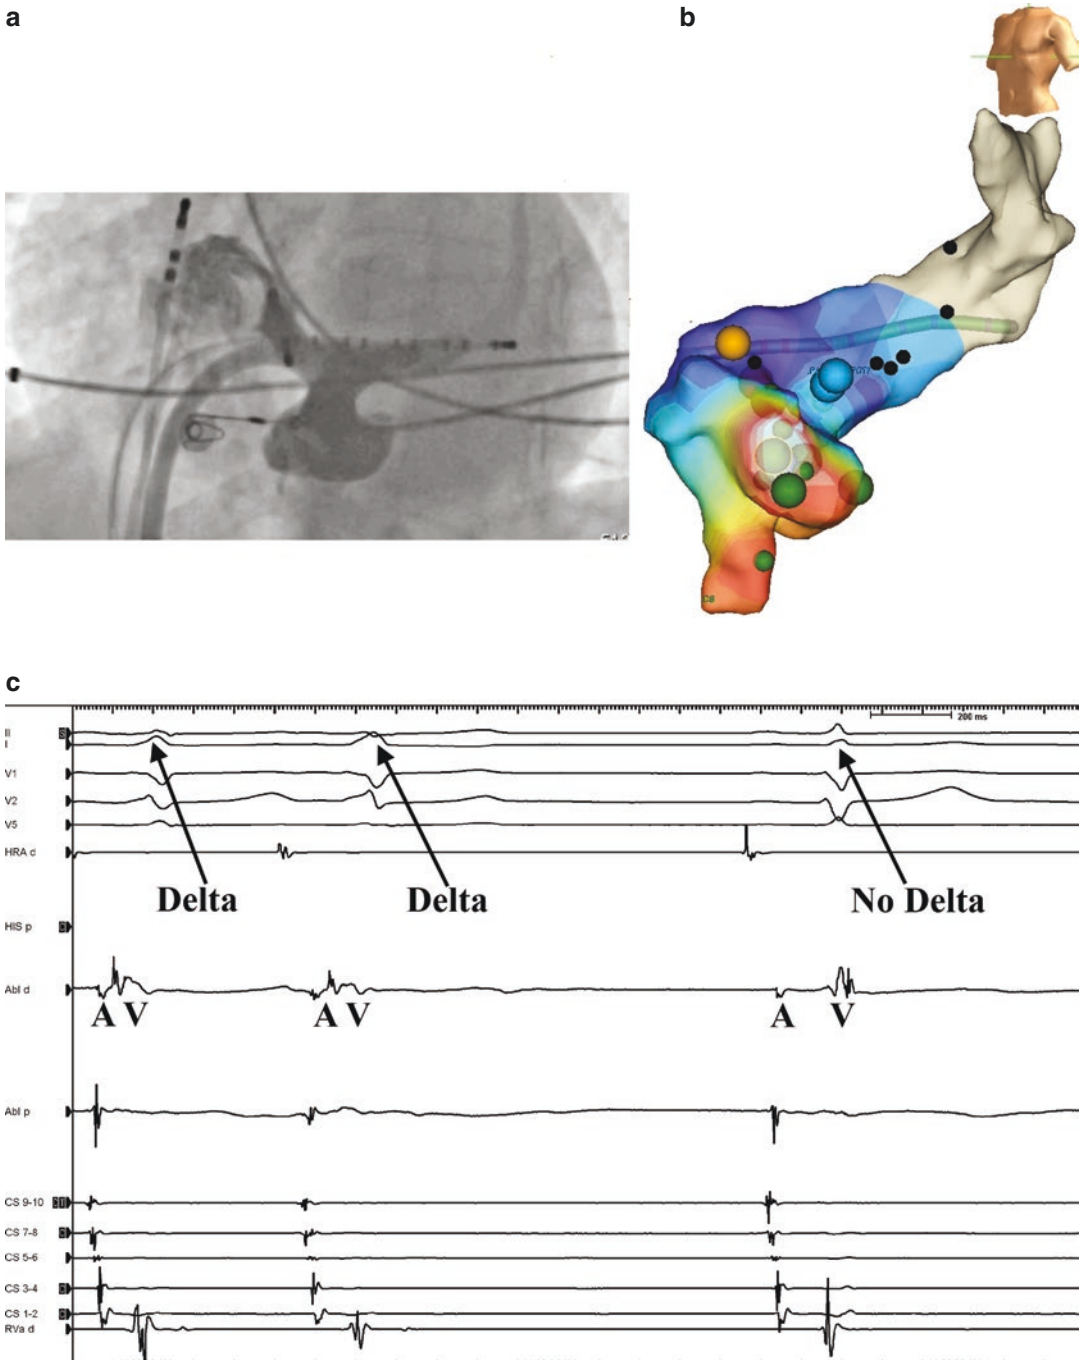 a
b
c
200 ms
II
I
V1
V2
V5
HRA d
Delta
Delta
No Delta
HIS p
Abl d
A V
A V
A
V
Abl p
CS 9-10
CS 7-8
CS 5-6
CS 3-4
CS 1-2
RVa d